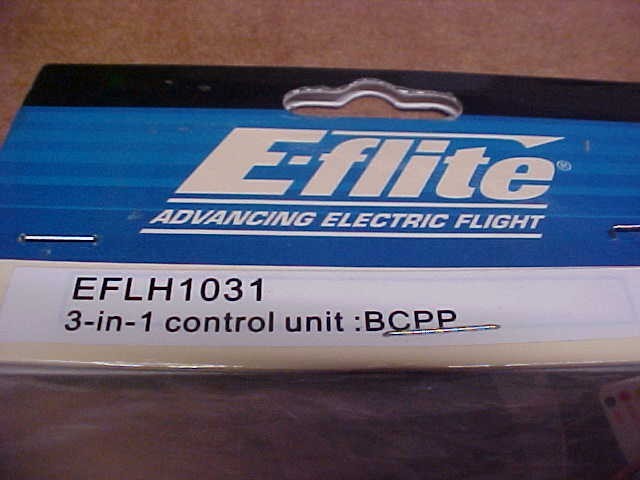 E-flite®
ADVANCING ELECTRIC FLIGHT
EFLH1031
3-in-1 control unit :BCPP